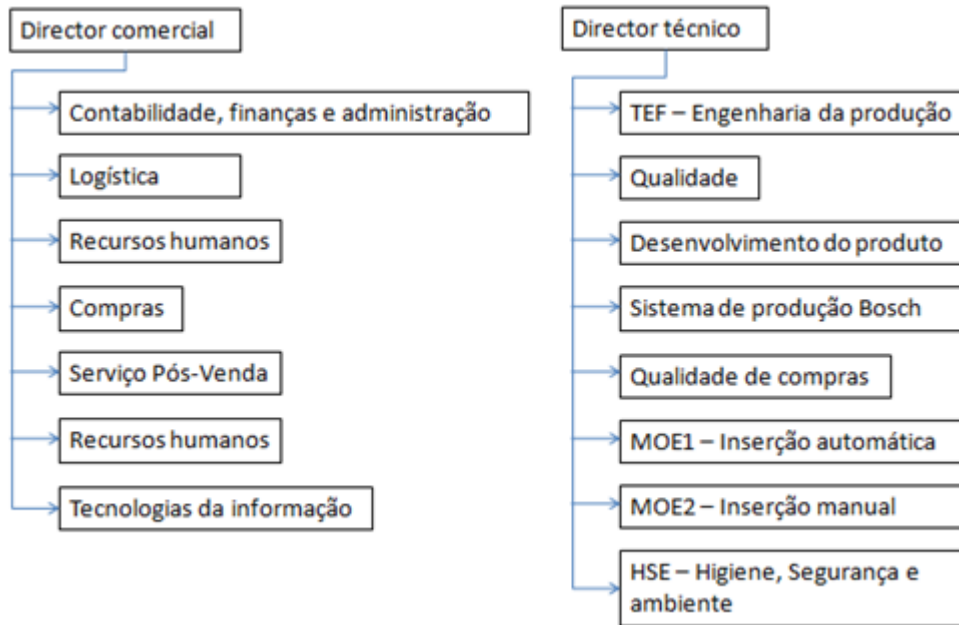 Director comercial
Contabilidade, finanças e administração
Logística
Recursos humanos
Compras
Serviço Pós-Venda
Recursos humanos
Tecnologias da informação
Director técnico
TEF – Engenharia da produção
Qualidade
Desenvolvimento do produto
Sistema de produção Bosch
Qualidade de compras
MOE1 – Inserção automática
MOE2 – Inserção manual
HSE – Higiene, Segurança e
ambiente